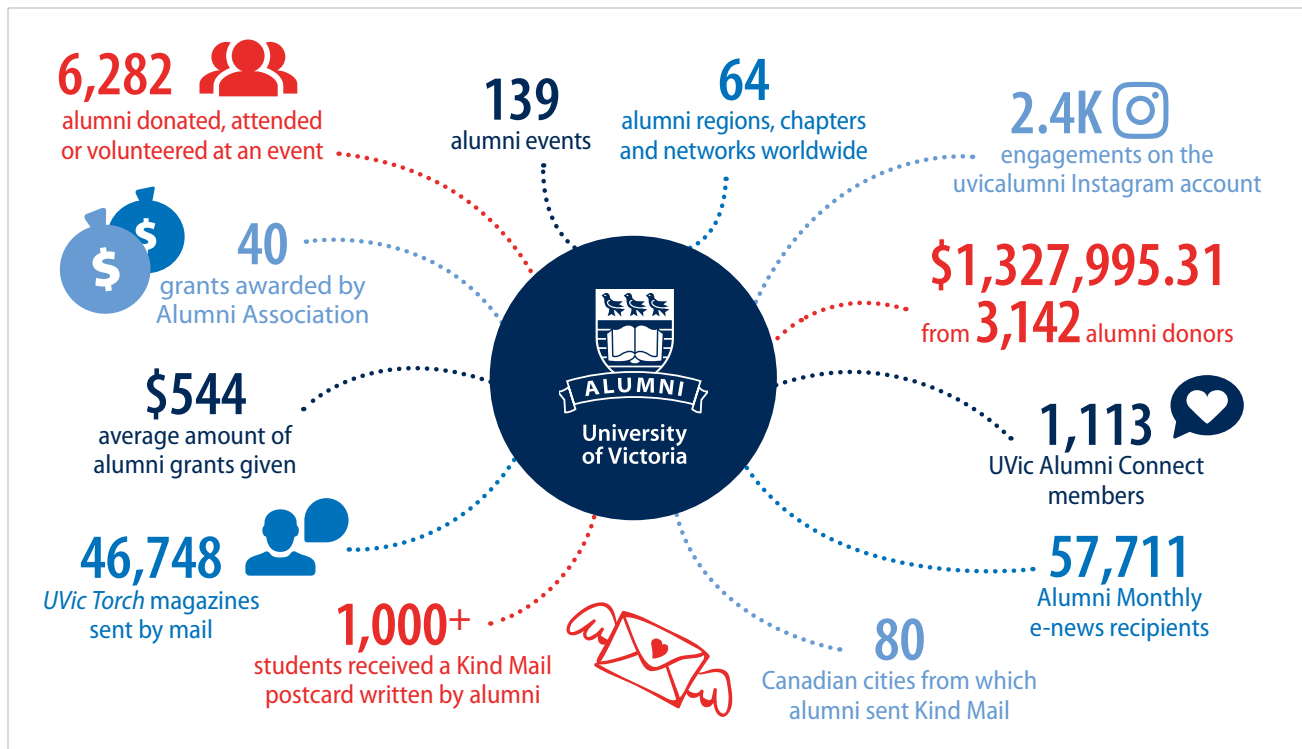 6,282
alumni donated, attended
or volunteered at an event
139
alumni events
64
alumni regions, chapters
and networks worldwide
2.4K
engagements on the
uvicalumni Instagram account
$ $
40
grants awarded by
Alumni Association
$1,327,995.31
from 3,142 alumni donors
ALUMNI
University
of Victoria
$544
average amount of
alumni grants given
1,113
UVic Alumni Connect
members
46,748
UVic Torch magazines
sent by mail
57,711
Alumni Monthly
e-news recipients
1,000+
students received a Kind Mail
postcard written by alumni
80
Canadian cities from which
alumni sent Kind Mail